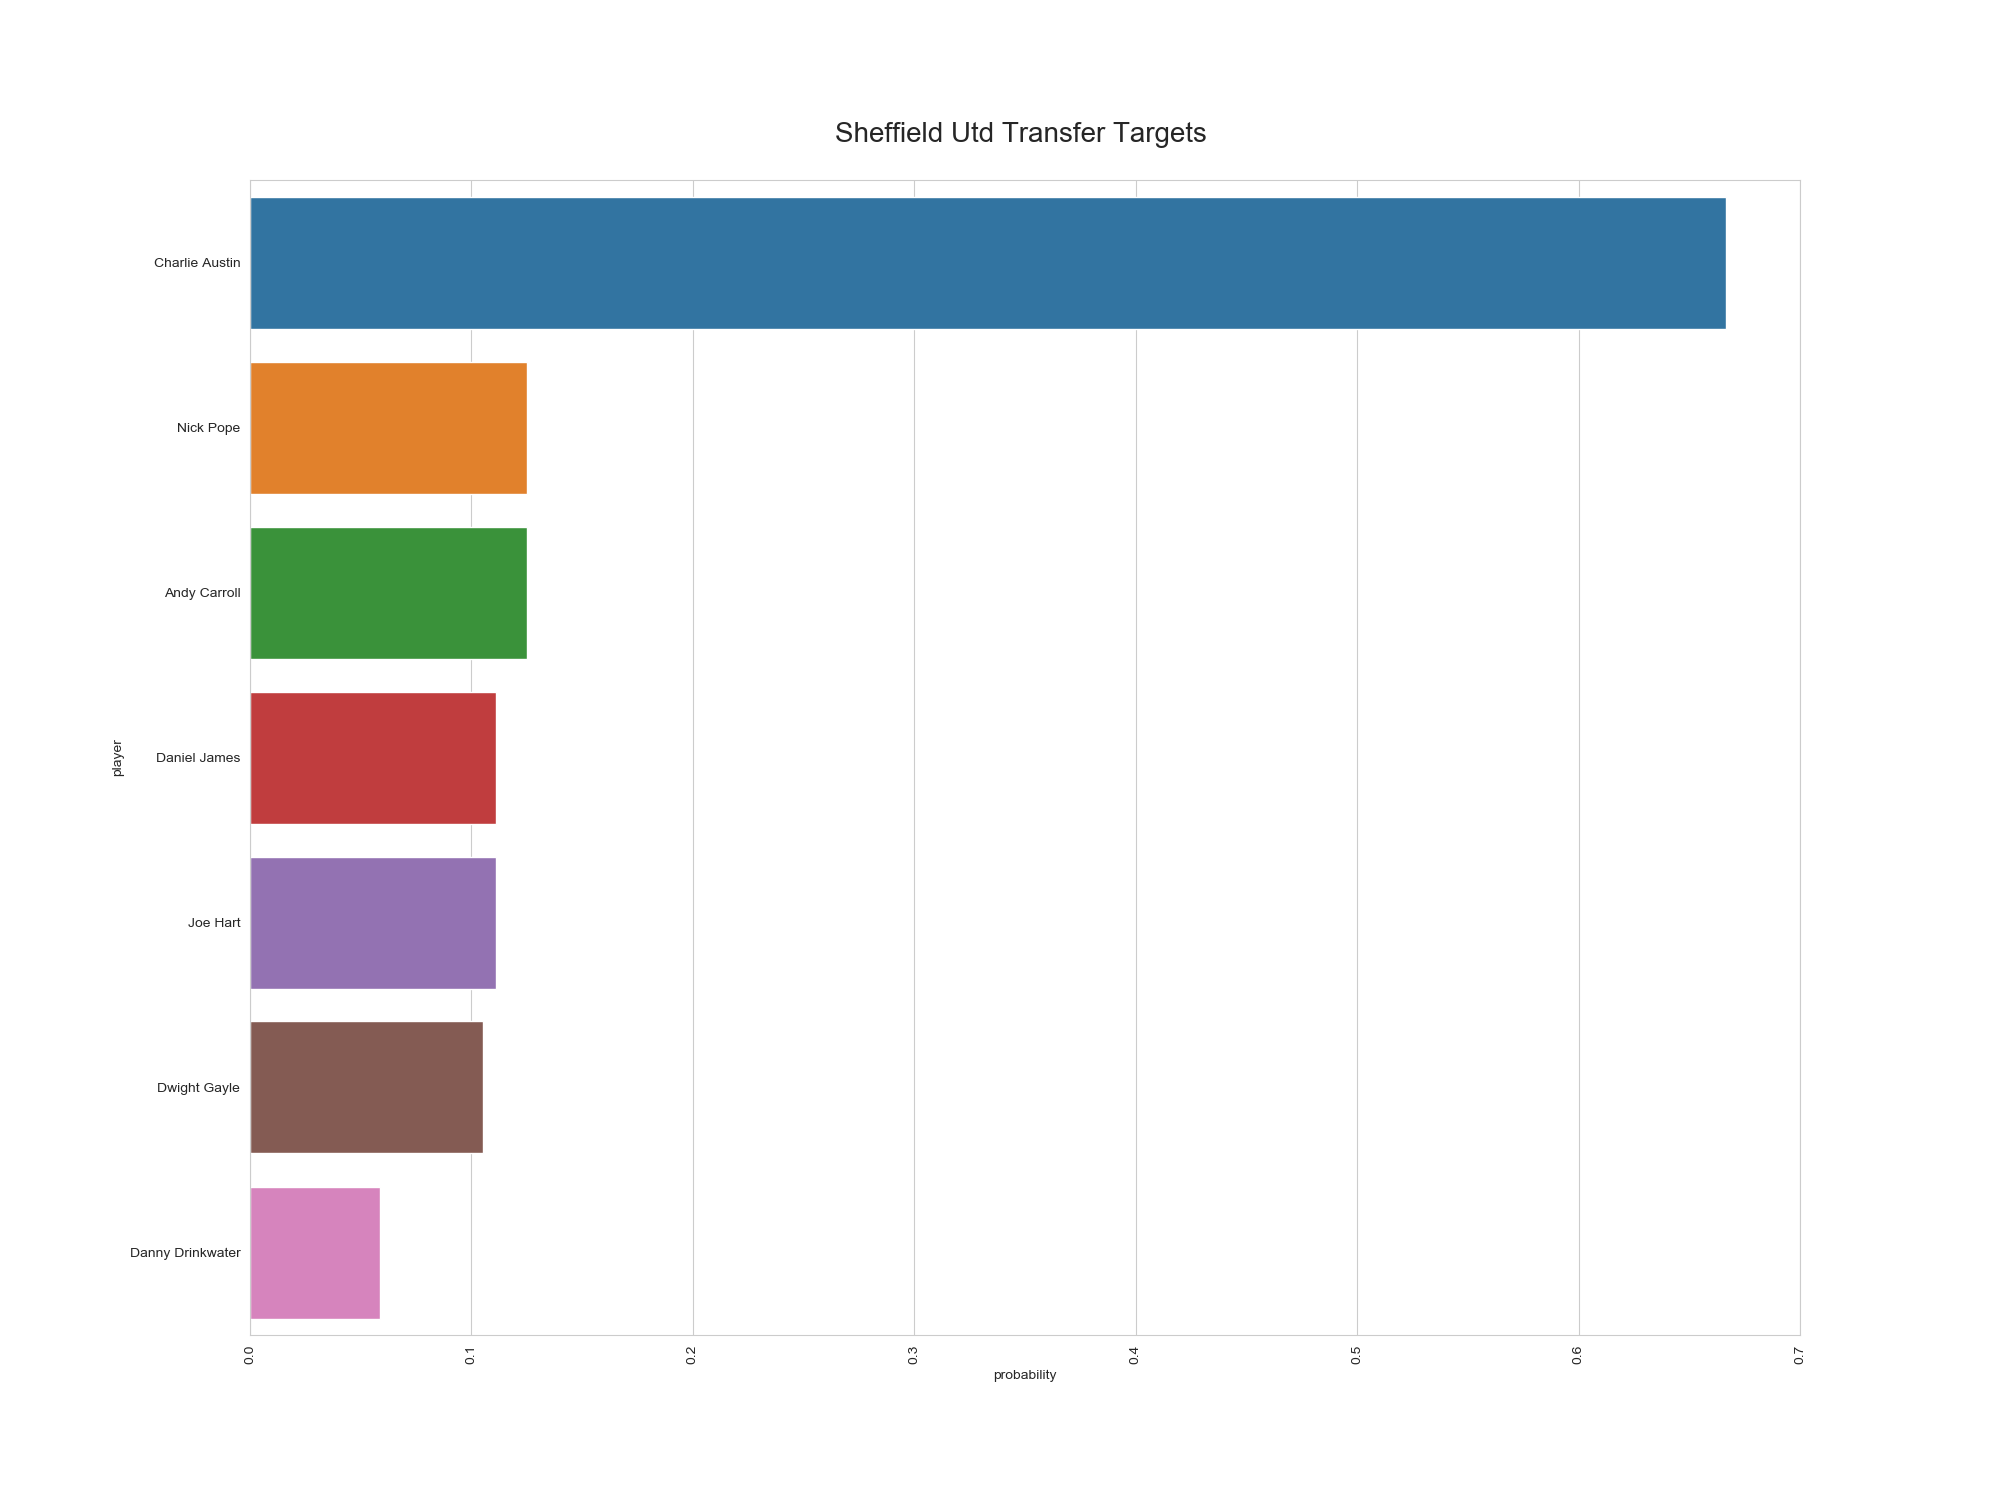 Sheffield Utd Transfer Targets
Charlie Austin
Nick Pope
Andy Carroll
Daniel James
Joe Hart
Dwight Gayle
Danny Drinkwater
player
0.0
0.1
0.2
0.3
0.4
0.5
0.6
0.7
probability